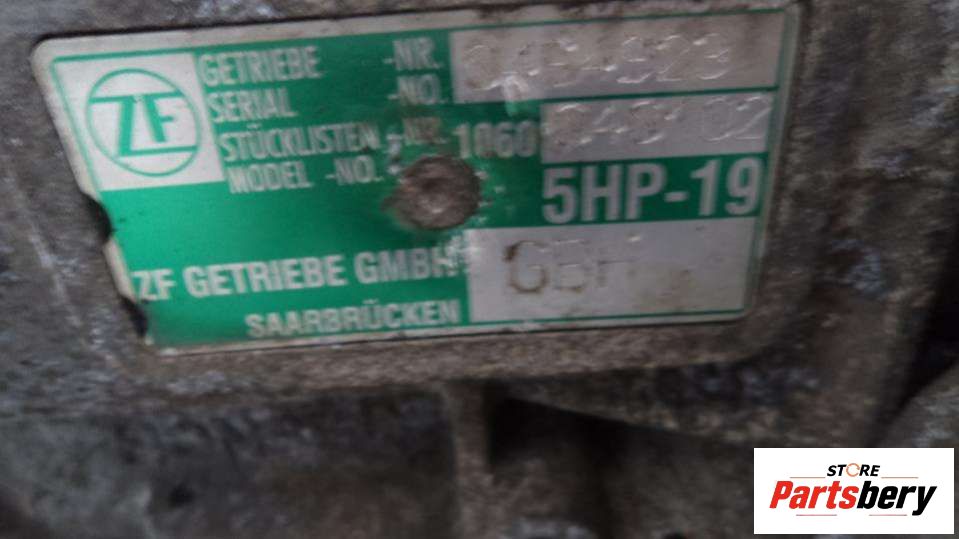 ZF
GETRIEBE -NR.
SERIAL -NO.
STÜCKLISTEN -NR. 1060
MODEL -NO.
5HP-19
ZF GETRIEBE GMBH
SAARBRÜCKEN
STORE
Partsbery